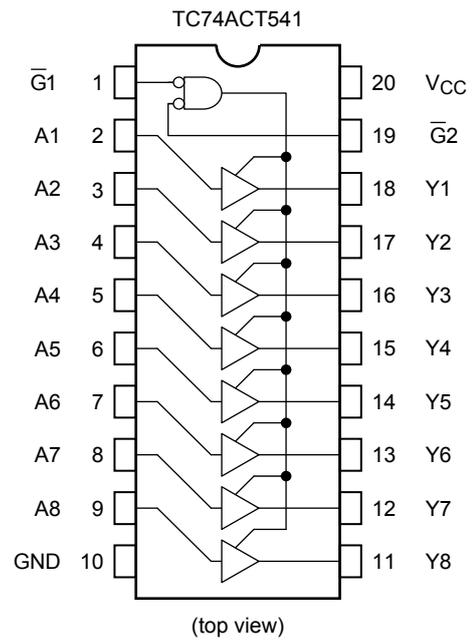 TC74ACT541
G̅1 1 20 VCC
A1 2 19 G̅2
A2 3 18 Y1
A3 4 17 Y2
A4 5 16 Y3
A5 6 15 Y4
A6 7 14 Y5
A7 8 13 Y6
A8 9 12 Y7
GND 10 11 Y8
(top view)